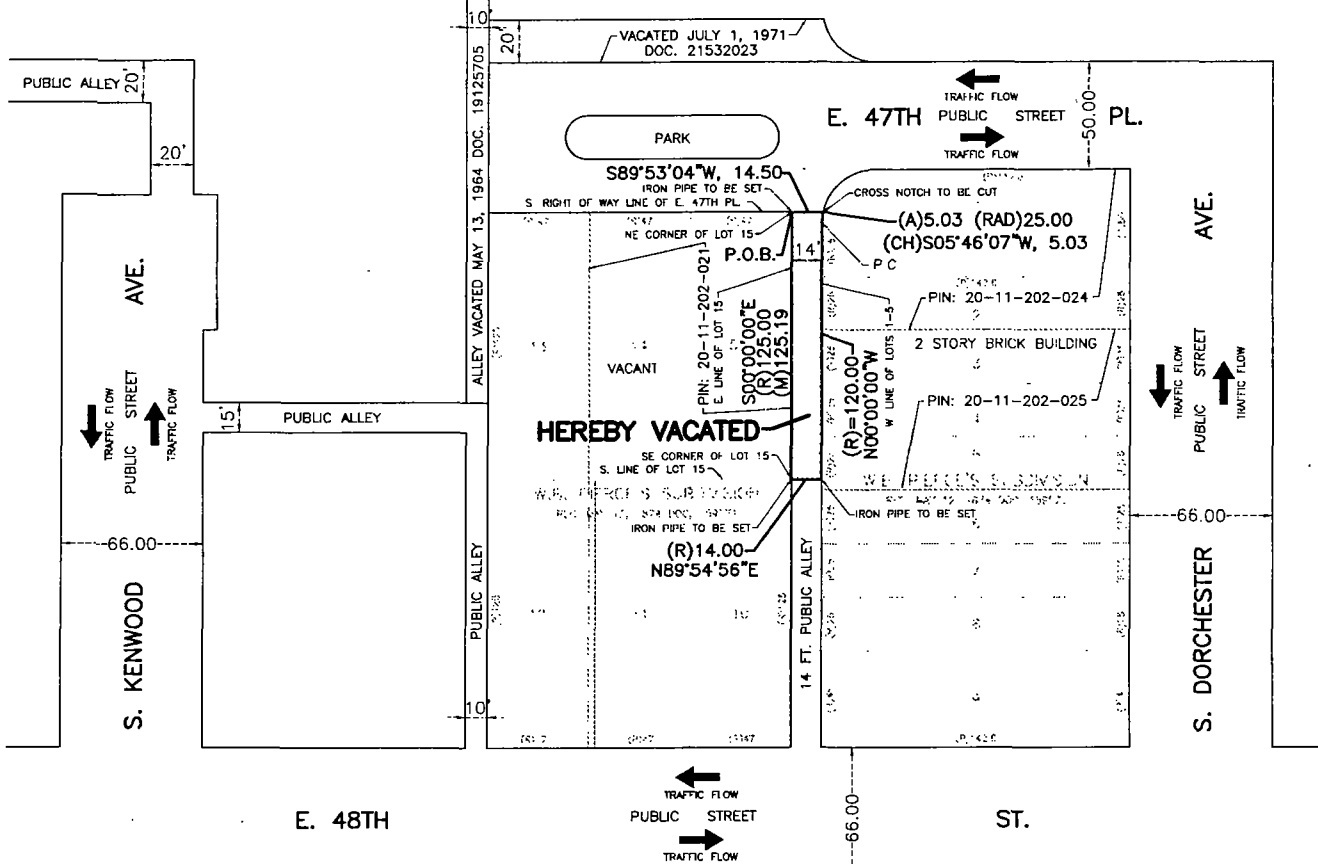 10'
VACATED JULY 1, 1971
DOC. 21532023
20'
PUBLIC ALLEY
20'
20'
ALLEY VACATED MAY 13, 1964 DOC. 19125705
PARK
TRAFFIC FLOW
E. 47TH PUBLIC STREET PL.
TRAFFIC FLOW
50.00
S89°53'04"W, 14.50
IRON PIPE TO BE SET
S RIGHT OF WAY LINE OF E. 47TH PL.
NE CORNER OF LOT 15
P.O.B.
14'
CROSS NOTCH TO BE CUT
(A)5.03 (RAD)25.00
(CH)S05°46'07"W, 5.03
P C
PIN: 20-11-202-024
2 STORY BRICK BUILDING
PIN: 20-11-202-025
PIN: 20-11-202-021
E LINE OF LOT 15
S00°00'00"E
(R)125.00
(M)125.19
(R)=120.00
N00°00'00"W
W LINE OF LOTS 1-5
VACANT
HEREBY VACATED
SE CORNER OF LOT 15
S. LINE OF LOT 15
IRON PIPE TO BE SET
IRON PIPE TO BE SET
(R)14.00
N89°54'56"E
15'
PUBLIC ALLEY
S. KENWOOD AVE.
TRAFFIC FLOW
PUBLIC STREET
TRAFFIC FLOW
66.00
PUBLIC ALLEY
10'
14 FT. PUBLIC ALLEY
S. DORCHESTER AVE.
TRAFFIC FLOW
PUBLIC STREET
TRAFFIC FLOW
66.00
E. 48TH ST.
TRAFFIC FLOW
PUBLIC STREET
TRAFFIC FLOW
66.00